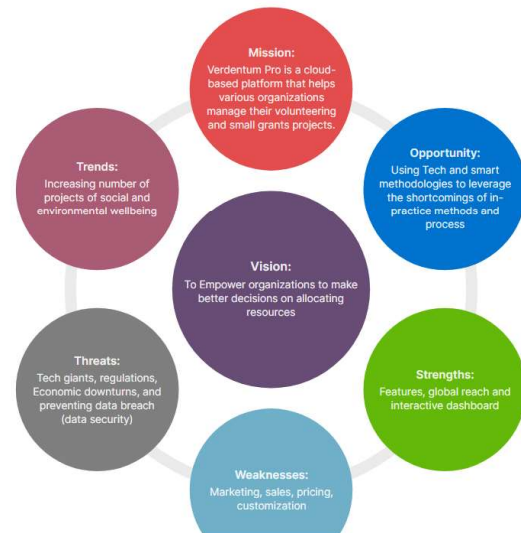 Mission:
Verdentum Pro is a cloud-
based platform that helps
various organizations
manage their volunteering
and small grants projects.
Trends:
Increasing number of
projects of social and
environmental wellbeing
Opportunity:
Using Tech and smart
methodologies to leverage
the shortcomings of in-
practice methods and
process
Vision:
To Empower organizations to make
better decisions on allocating
resources
Threats:
Tech giants, regulations,
Economic downturns, and
preventing data breach
(data security)
Strengths:
Features, global reach and
interactive dashboard
Weaknesses:
Marketing, sales, pricing,
customization